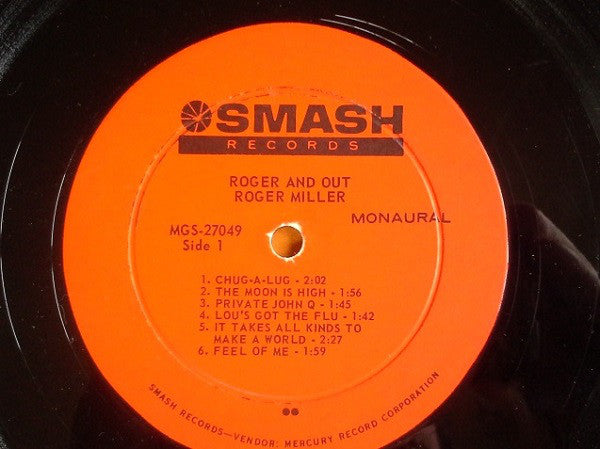 SMASH
RECORDS
ROGER AND OUT
ROGER MILLER
MONAURAL
MGS-27049
Side 1
1. CHUG-A-LUG - 2:02
2. THE MOON IS HIGH - 1:56
3. PRIVATE JOHN Q - 1:45
4. LOU'S GOT THE FLU - 1:42
5. IT TAKES ALL KINDS TO
MAKE A WORLD - 2:27
6. FEEL OF ME - 1:59
SMASH RECORDS—VENDOR: MERCURY RECORD CORPORATION